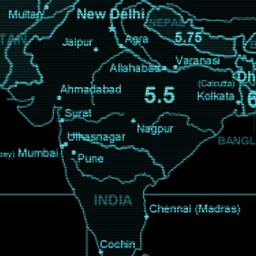 Multan
New Delhi
NEPAL
Jaipur
Agra
5.75
Allahabad
Varanasi
Ahmadabad
5.5
(Calcutta)
Kolkata
Dh
6
Surat
Nagpur
Ulhasnagar
BANGL
Mumbai
Pune
INDIA
Chennai (Madras)
Cochin